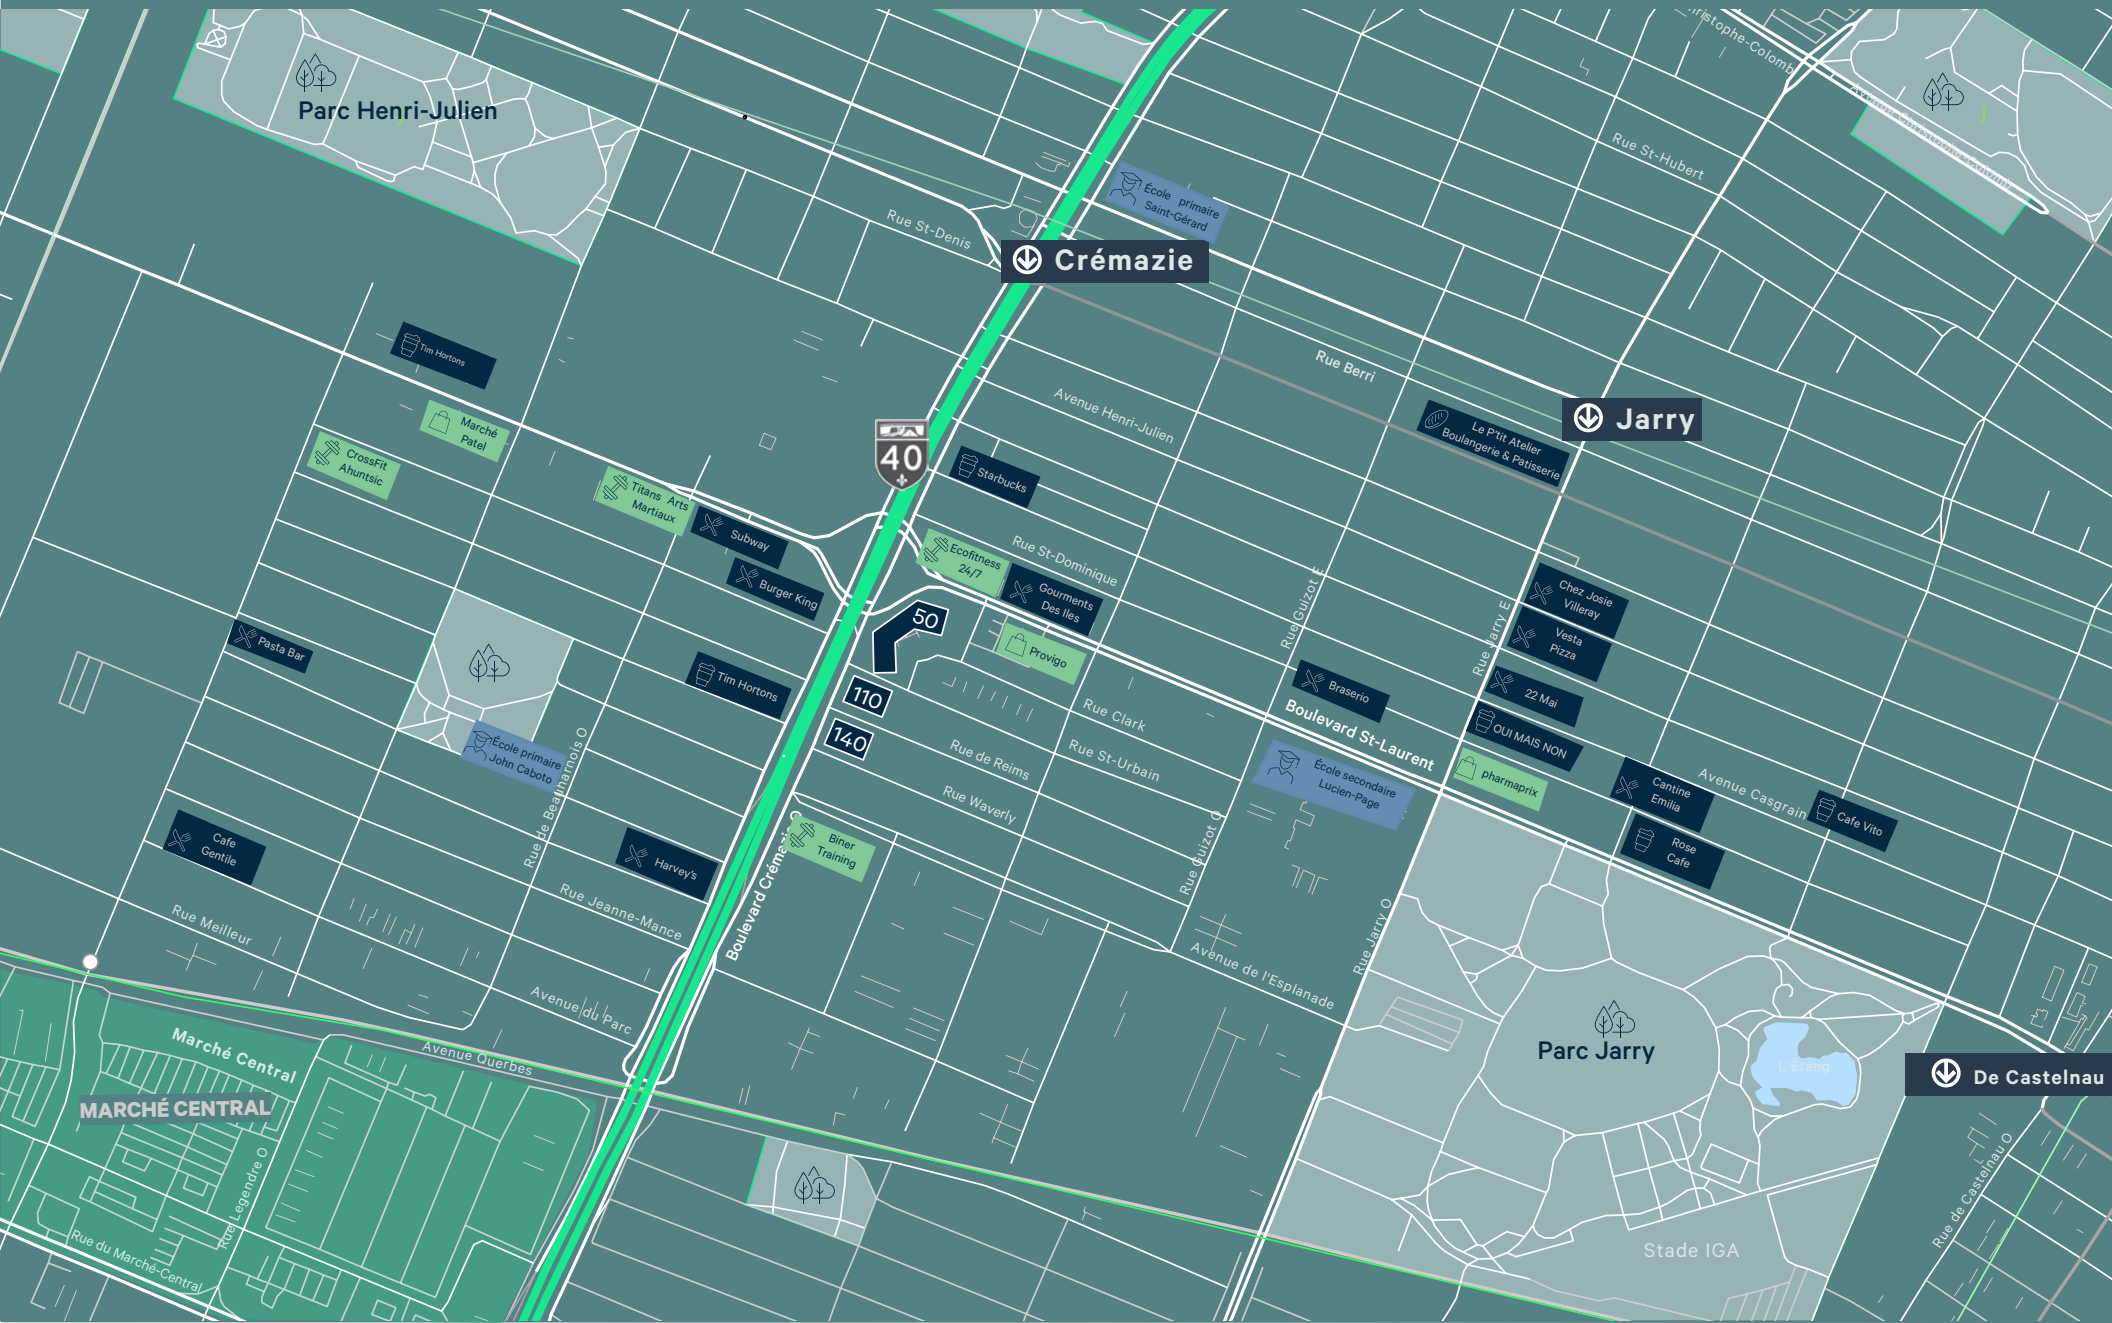 Christophe-Colomb
Parc Henri-Julien
Avenue Christophe-Colomb
Rue St-Hubert
École primaire
Saint-Gérard
Rue St-Denis
Crémazie
Tim Hortons
Rue Berri
Avenue Henri-Julien
Jarry
Le P'tit Atelier
Boulangerie & Patisserie
Marché
Patel
CrossFit
Ahuntsic
40
Starbucks
Titans Arts
Martiaux
Subway
Burger King
Rue St-Dominique
Ecofitness
24/7
Gourments
Des Iles
Rue Guizot E
Rue Jarry E
Chez Josie
Villeray
Vesta
Pizza
50
Provigo
Pasta Bar
Tim Hortons
110
140
Braserio
22 Mai
OUI MAIS NON
Rue Clark
Boulevard St-Laurent
Rue St-Urbain
Rue de Reims
Rue Waverly
École primaire
John Caboto
Rue de Beauharnois O
École secondaire
Lucien-Page
pharmaprix
Cantine
Emilia
Avenue Casgrain
Cafe Vito
Rose
Cafe
Cafe
Gentile
Harvey's
Biner
Training
Boulevard Crémazie O
Rue Guizot O
Rue Jarry O
Rue Jeanne-Mance
Rue Meilleur
Avenue de l'Esplanade
Avenue du Parc
Marché Central
Avenue Querbes
MARCHÉ CENTRAL
Parc Jarry
L'Étang
De Castelnau
Rue Legendre O
Rue du Marché-Central
Rue de Castelnau O
Stade IGA